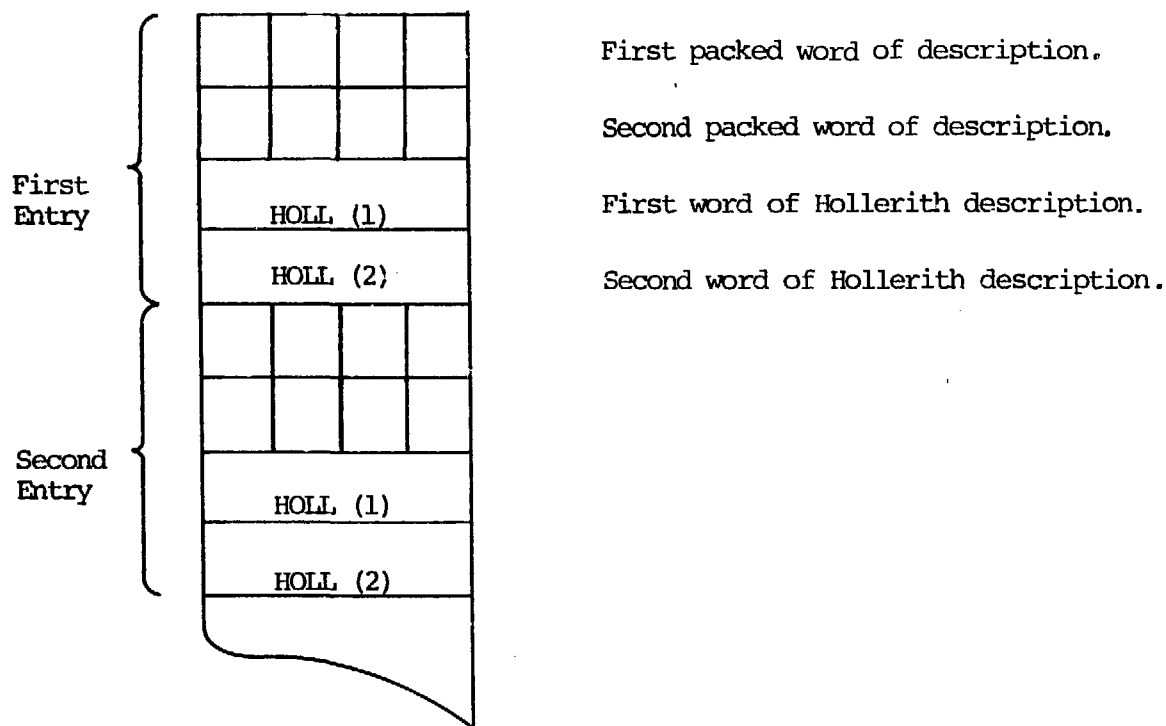 First packed word of description.
Second packed word of description.
First
Entry
HOLL (1)
First word of Hollerith description.
HOLL (2)
Second word of Hollerith description.
Second
Entry
HOLL (1)
HOLL (2)